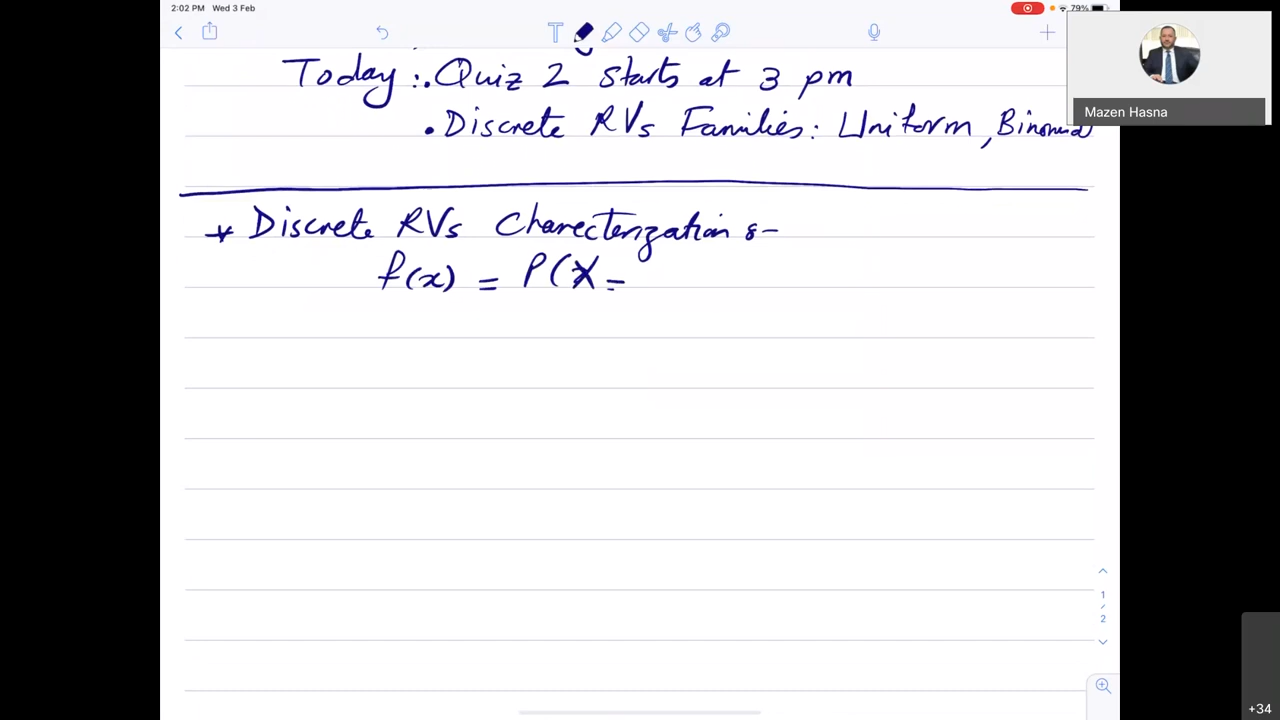 2:02 PM Wed 3 Feb
79%
Today : . Quiz 2 starts at 3 pm
• Discrete RVs Families : Uniform , Binomial
Mazen Hasna
* Discrete RVs Charecterization :-
f(x) = P(X =
1
/
2
+34